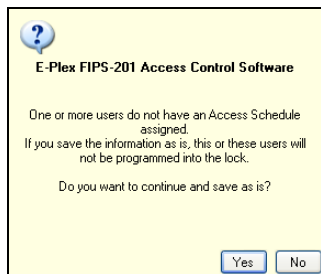 E-Plex FIPS-201 Access Control Software
One or more users do not have an Access Schedule
assigned.
If you save the information as is, this or these users will
not be programmed into the lock.
Do you want to continue and save as is?
Yes No